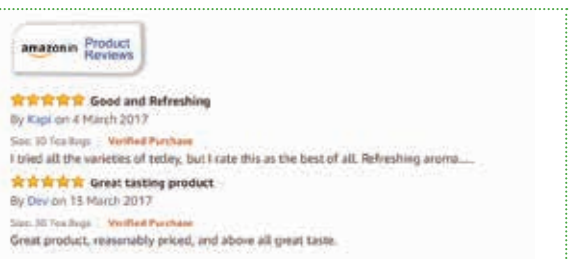 amazon.in Product
Reviews
Good and Refreshing
By Kapi on 4 March 2017
Size: 30 Tea Bags Verified Purchase
I tried all the varieties of tetley, but I rate this as the best of all. Refreshing aroma.....
Great tasting product
By Dev on 13 March 2017
Size: 30 Tea Bags Verified Purchase
Great product, reasonably priced, and above all great taste.